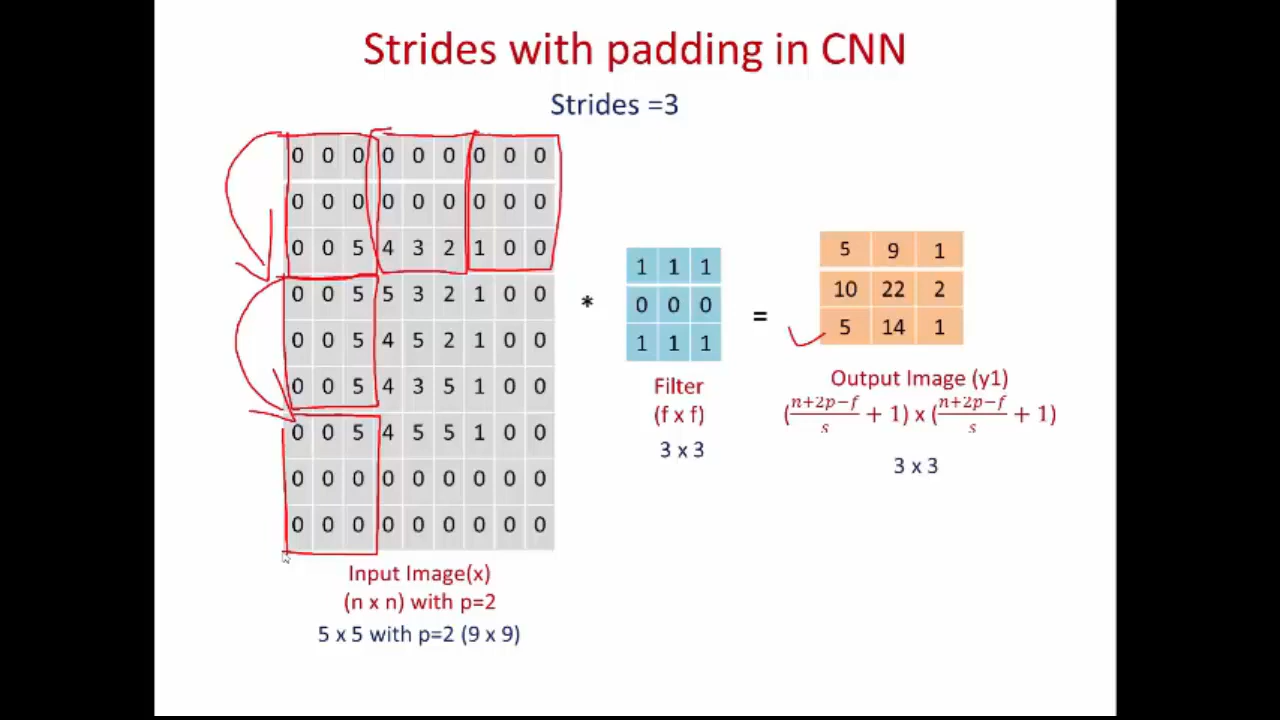 Strides with padding in CNN
Strides =3
0 0 0 0 0 0 0 0 0
0 0 0 0 0 0 0 0 0
0 0 5 4 3 2 1 0 0
0 0 5 5 3 2 1 0 0
0 0 5 4 5 2 1 0 0
0 0 5 4 3 5 1 0 0
0 0 5 4 5 5 1 0 0
0 0 0 0 0 0 0 0 0
0 0 0 0 0 0 0 0 0
Input Image(x)
(n x n) with p=2
5 x 5 with p=2 (9 x 9)
*
1 1 1
0 0 0
1 1 1
Filter
(f x f)
3 x 3
=
5 9 1
10 22 2
5 14 1
Output Image (y1)
(n+2p−f/s + 1) x (n+2p−f/s + 1)
3 x 3